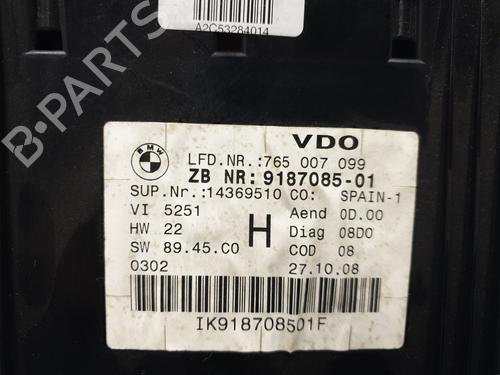 A2C53284014
B-PARTS
BMW
VDO
LFD.NR.:765 007 099
ZB NR: 9187085-01
SUP.Nr.:14369510 CO: SPAIN-1
VI 5251 Aend 0D.00
HW 22 H Diag 08D0
SW 89.45.C0 COD 08
0302 27.10.08
IK918708501F